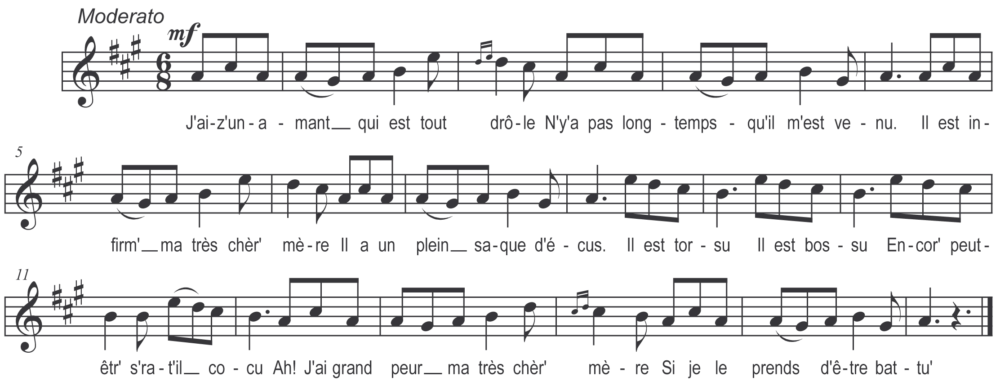 Moderato
mf
6
8
J'ai-z'un-a - mant qui est tout drô-le N'y'a pas long - temps - qu'il m'est ve - nu. Il est in-
5
firm' ma très chèr' mè-re Il a un plein sa-que d'é - cus. Il est tor - su Il est bos - su En-cor' peut-
11
êtr' s'ra-t'il co - cu Ah! J'ai grand peur ma très chèr' mè - re Si je le prends d'ê-tre bat - tu'